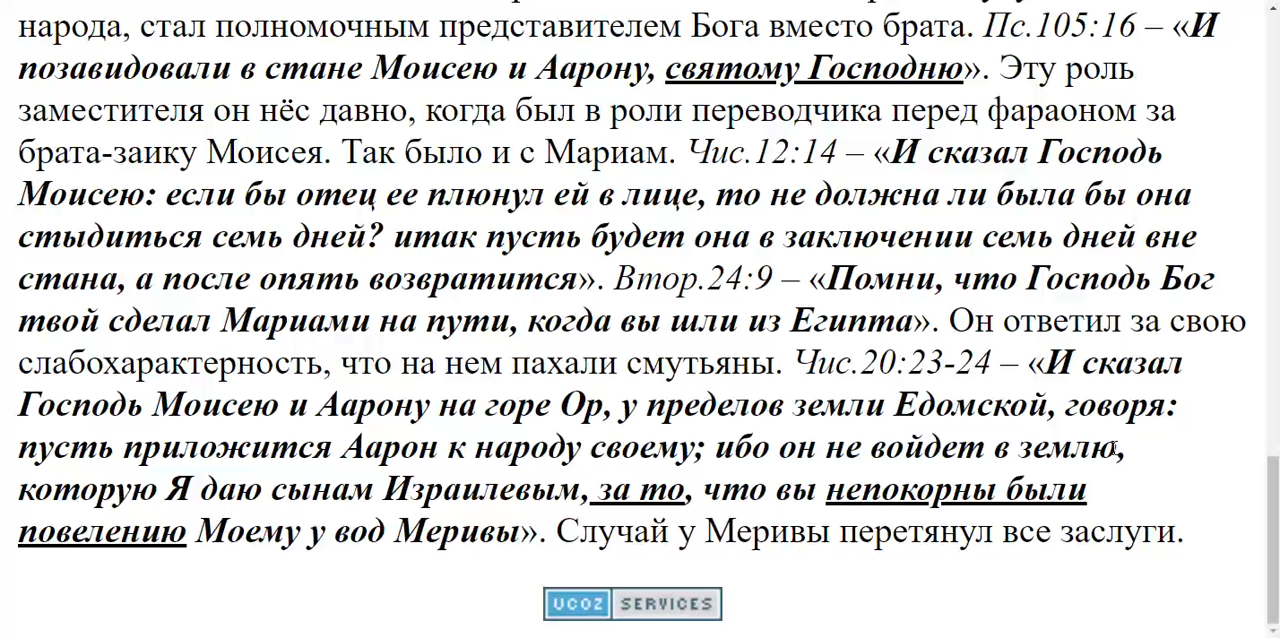 народа, стал полномочным представителем Бога вместо брата. Пс.105:16 – «И
позавидовали в стане Моисею и Аарону, святому Господню». Эту роль
заместителя он нёс давно, когда был в роли переводчика перед фараоном за
брата-заику Моисея. Так было и с Мариам. Чис.12:14 – «И сказал Господь
Моисею: если бы отец ее плюнул ей в лице, то не должна ли была бы она
стыдиться семь дней? итак пусть будет она в заключении семь дней вне
стана, а после опять возвратится». Втор.24:9 – «Помни, что Господь Бог
твой сделал Мариами на пути, когда вы шли из Египта». Он ответил за свою
слабохарактерность, что на нем пахали смутьяны. Чис.20:23-24 – «И сказал
Господь Моисею и Аарону на горе Ор, у пределов земли Едомской, говоря:
пусть приложится Аарон к народу своему; ибо он не войдет в землю,
которую Я даю сынам Израилевым, за то, что вы непокорны были
повелению Моему у вод Меривы». Случай у Меривы перетянул все заслуги.
UCOZ SERVICES